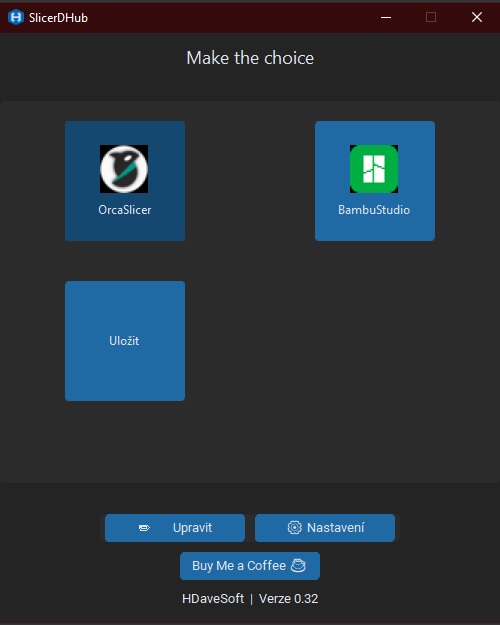 SlicerDHub
Make the choice
OrcaSlicer
BambuStudio
Uložit
Upravit
Nastavení
Buy Me a Coffee
HDaveSoft | Verze 0.32